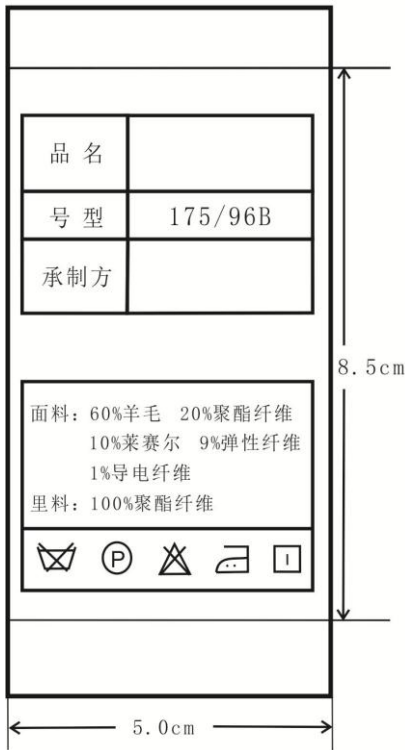 品 名
号 型 175/96B
承制方
8.5cm
面料: 60%羊毛 20%聚酯纤维
10%莱赛尔 9%弹性纤维
1%导电纤维
里料: 100%聚酯纤维
P
5.0cm